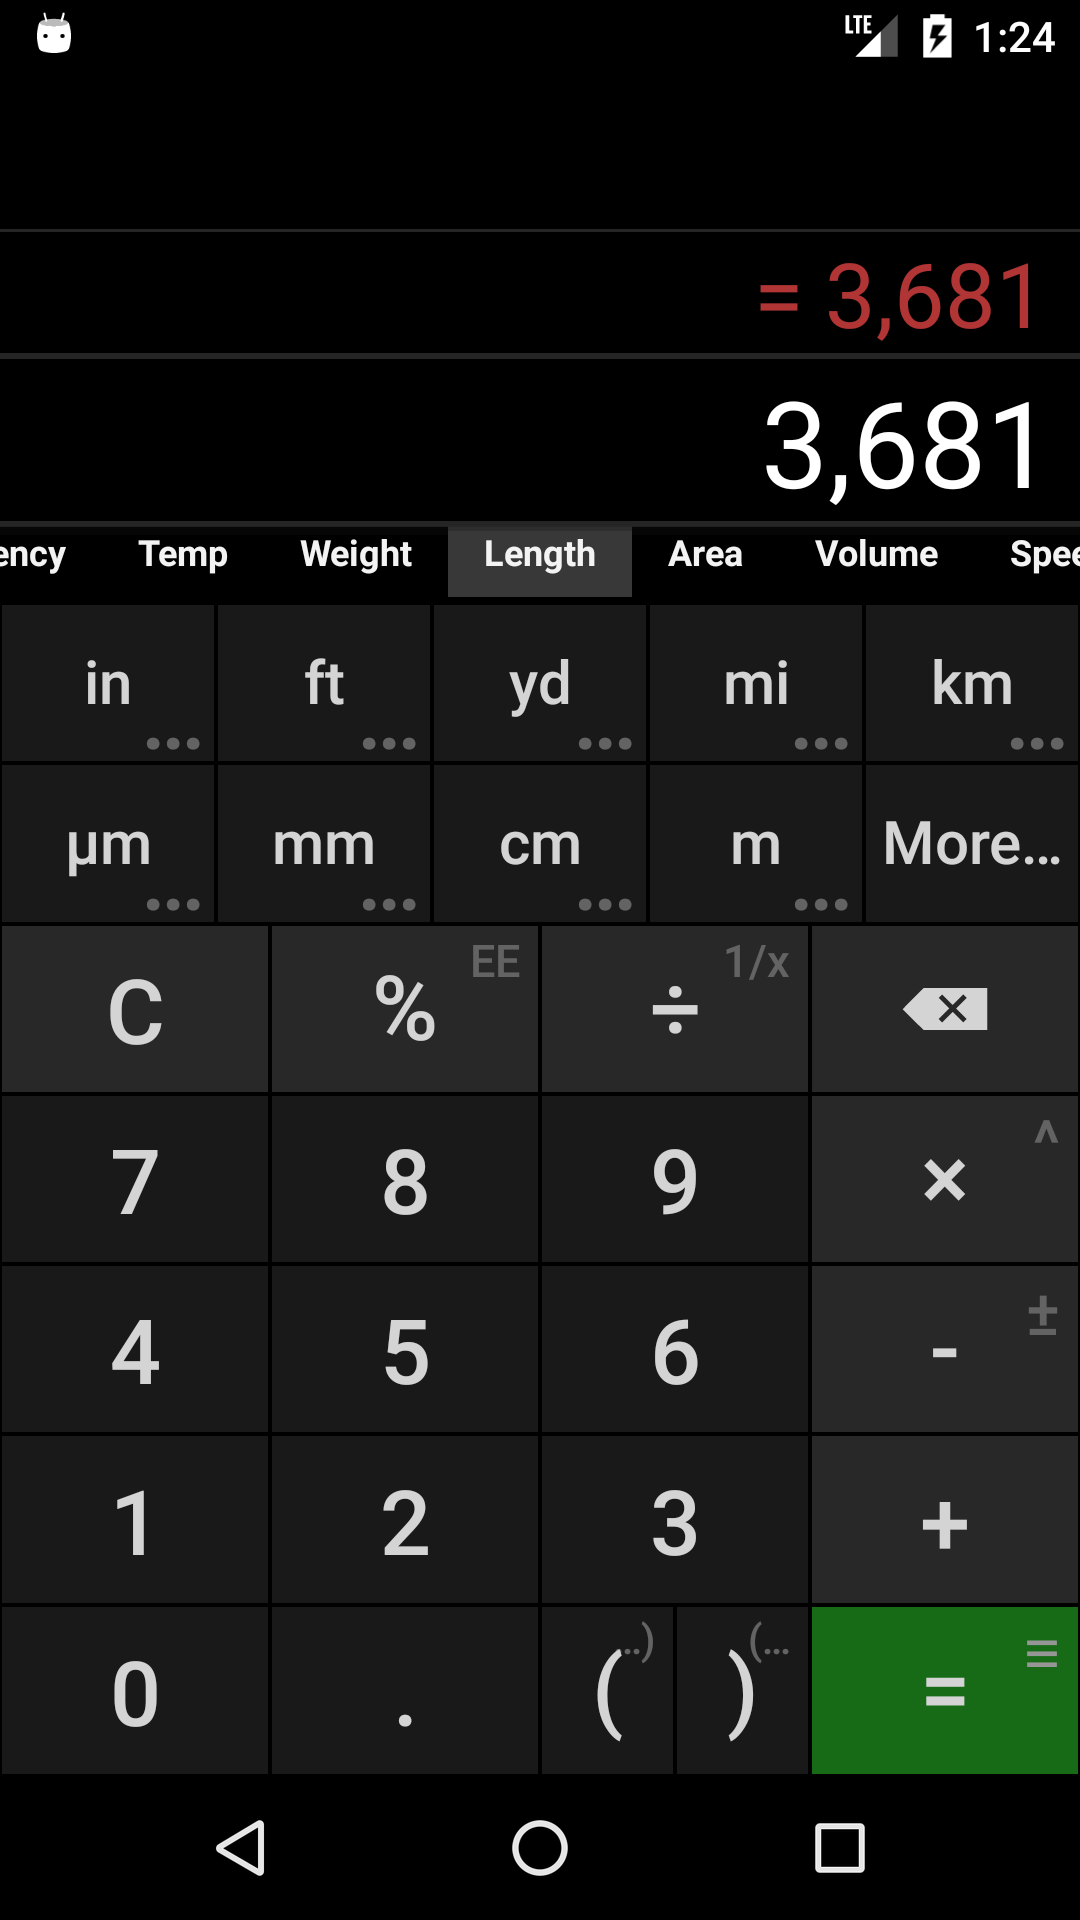 LTE 1:24
= 3,681
3,681
ency Temp Weight Length Area Volume Spee
in ft yd mi km
µm mm cm m More...
C % EE ÷ 1/x
7 8 9 × ^
4 5 6 - ±
1 2 3 +
0 . ( ..) ) (... = ≡